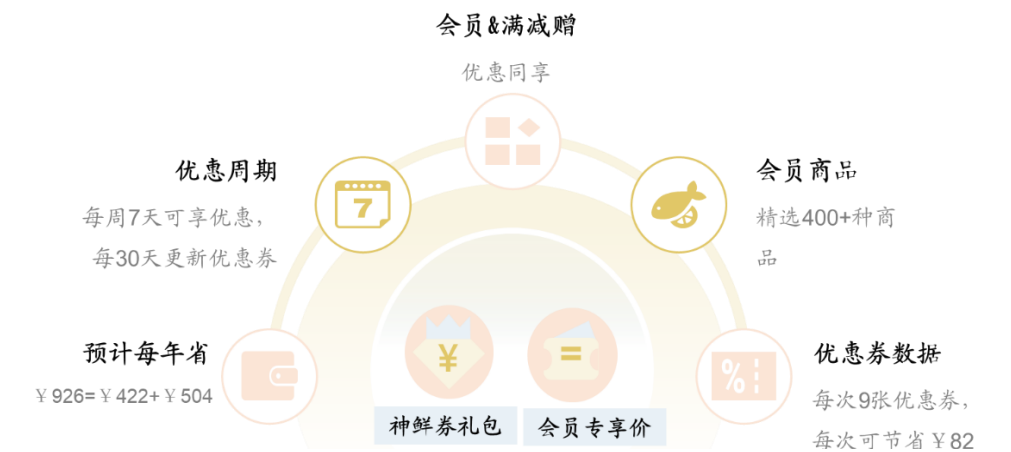 会员&满减赠
优惠同享
优惠周期
每周7天可享优惠，
每30天更新优惠券
7
会员商品
精选400+种商
品
预计每年省
￥926=￥422+￥504
¥
=
神鲜券礼包
会员专享价
%
优惠券数据
每次9张优惠券，
每次可节省￥82